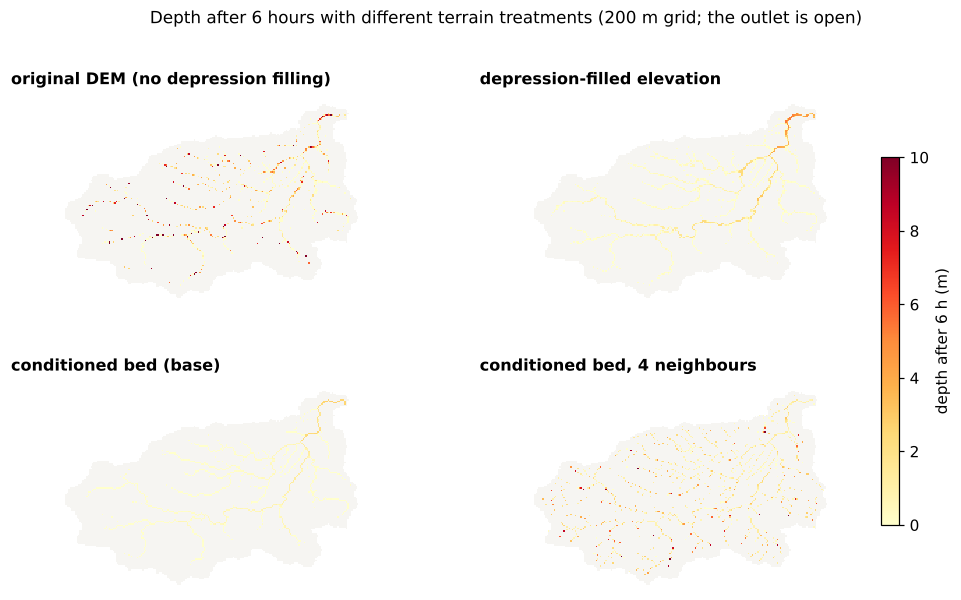 Depth after 6 hours with different terrain treatments (200 m grid; the outlet is open)
original DEM (no depression filling)
depression-filled elevation
conditioned bed (base)
conditioned bed, 4 neighbours
10
8
6
4
2
0
depth after 6 h (m)